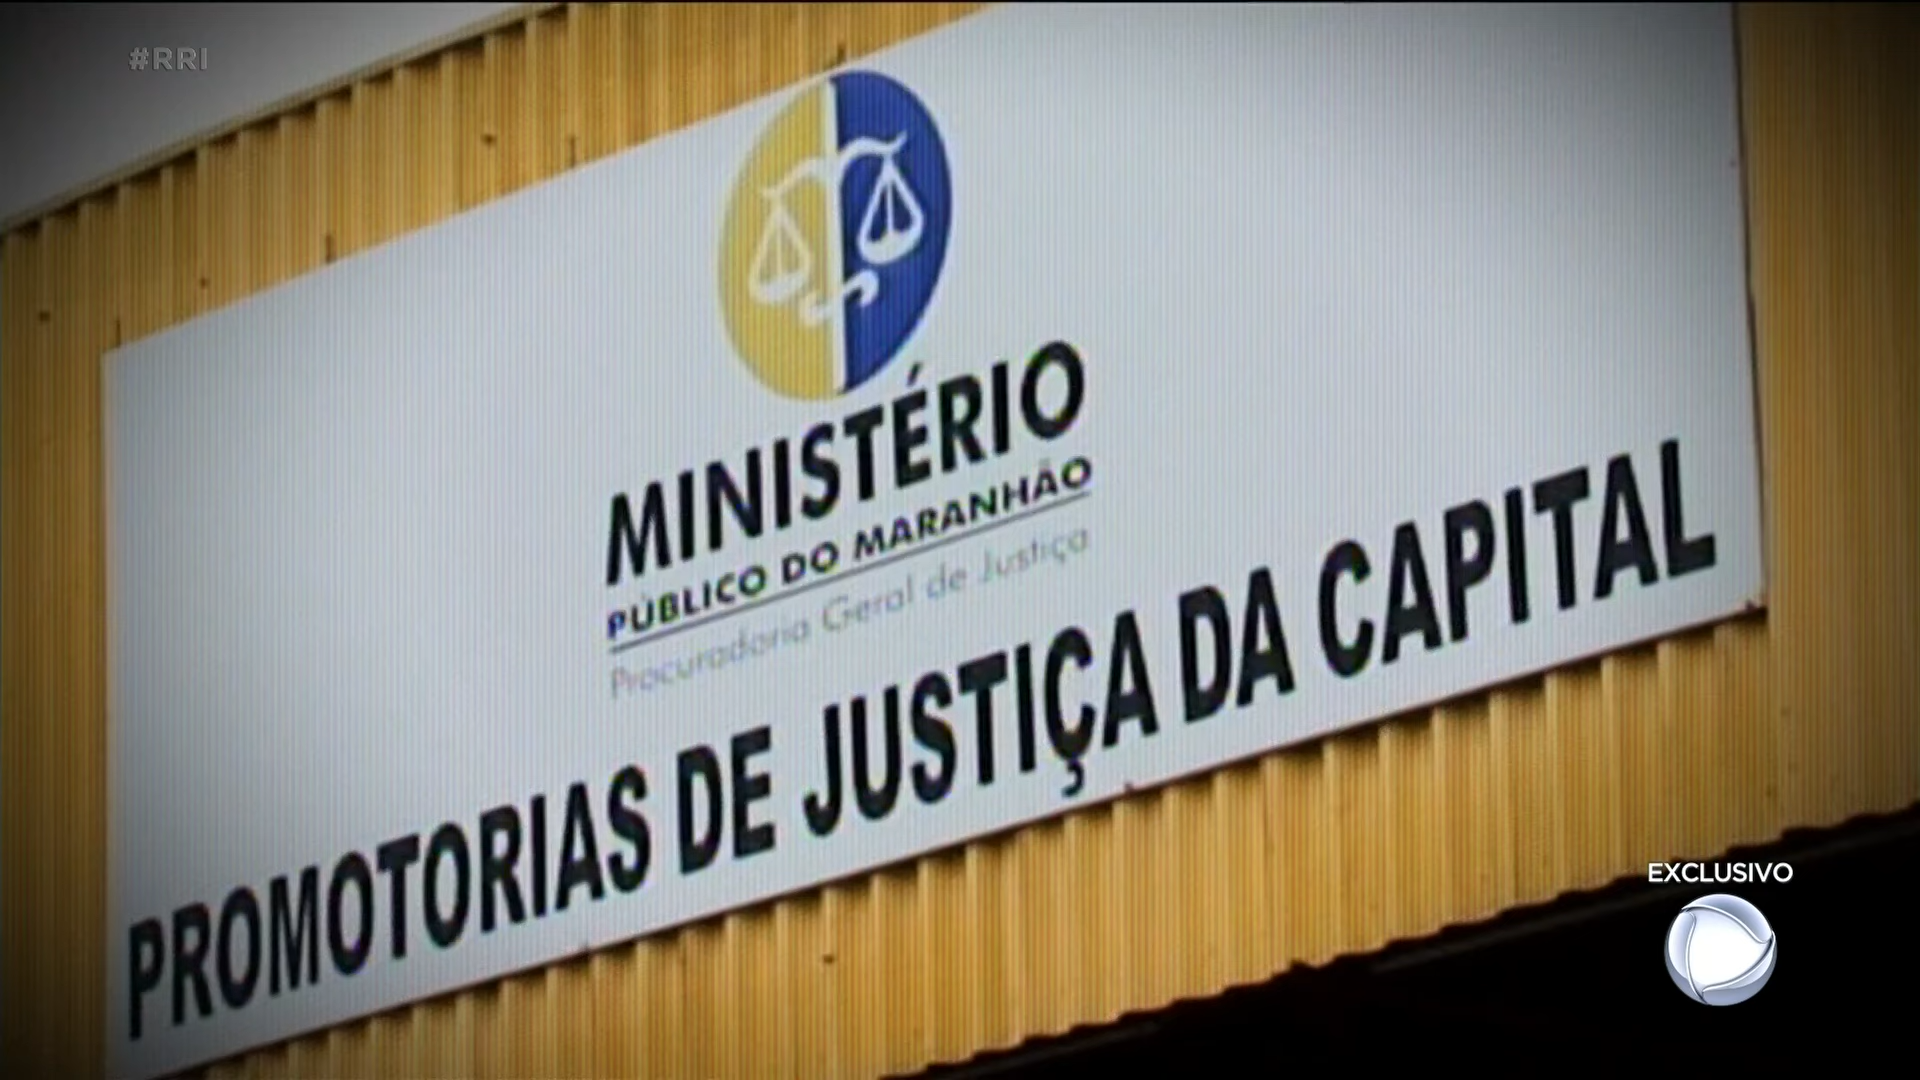 #RRI
MINISTÉRIO
PÚBLICO DO MARANHÃO
Procuradoria Geral de Justiça
PROMOTORIAS DE JUSTIÇA DA CAPITAL
EXCLUSIVO